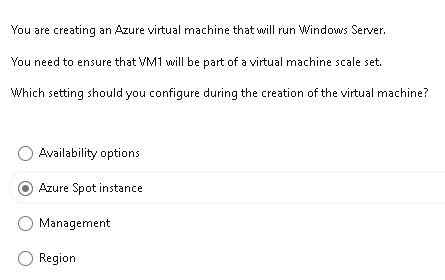 You are creating an Azure virtual machine that will run Windows Server.
You need to ensure that VM1 will be part of a virtual machine scale set.
Which setting should you configure during the creation of the virtual machine?
Availability options
Azure Spot instance
Management
Region